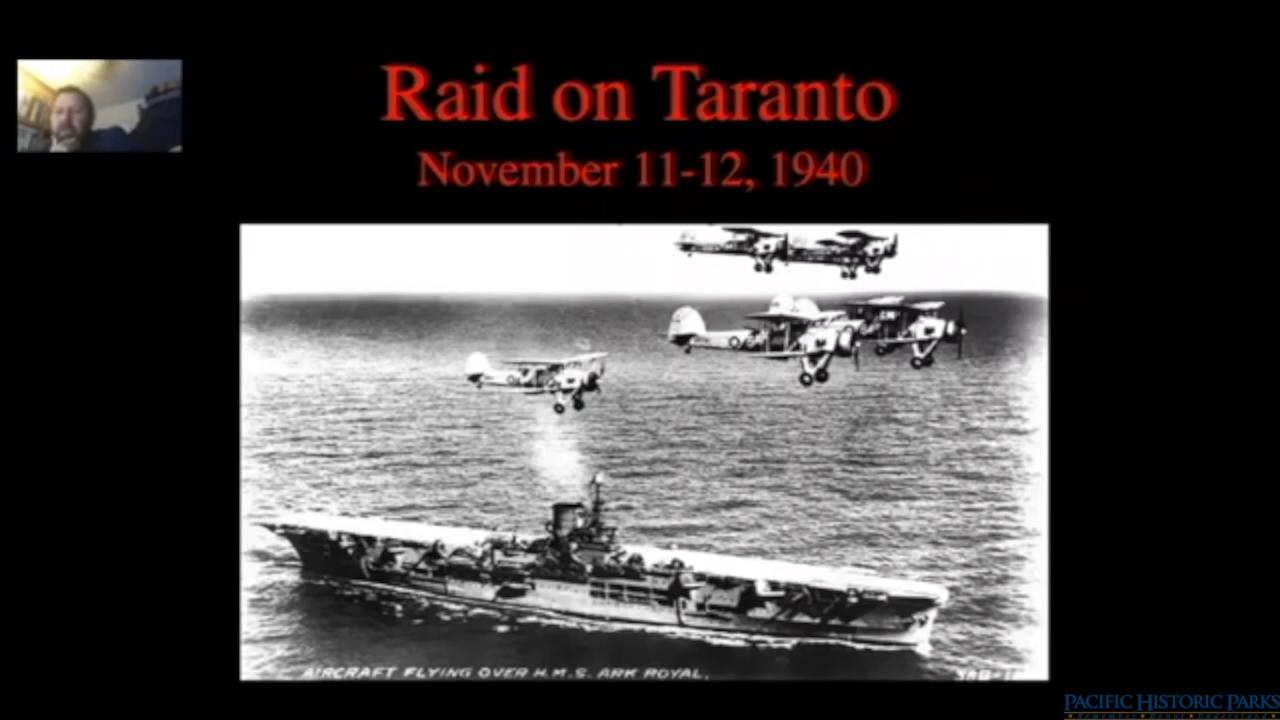 Raid on Taranto
November 11-12, 1940
AIRCRAFT FLYING OVER H.M.S. ARK ROYAL.
PACIFIC HISTORIC PARKS